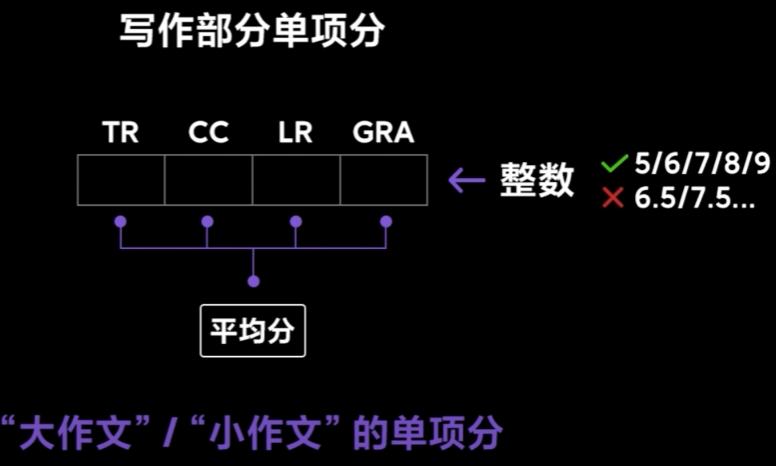 写作部分单项分
TR CC LR GRA
← 整数 ✓ 5/6/7/8/9
✗ 6.5/7.5...
平均分
“大作文” / “小作文” 的单项分